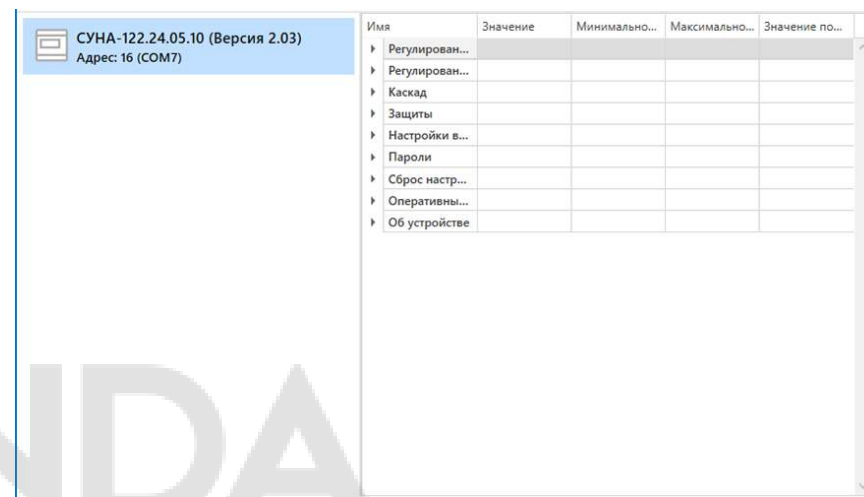 СУНА-122.24.05.10 (Версия 2.03)
Адрес: 16 (COM7)
Имя Значение Минимально... Максимально... Значение по...
Регулирован...
Регулирован...
Каскад
Защиты
Настройки в...
Пароли
Сброс настр...
Оперативны...
Об устройстве
NDA